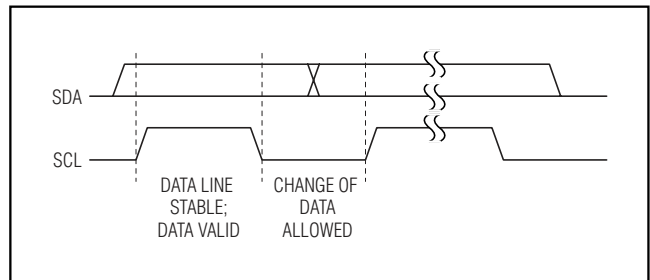 SDA
SCL
DATA LINE
STABLE;
DATA VALID
CHANGE OF
DATA
ALLOWED